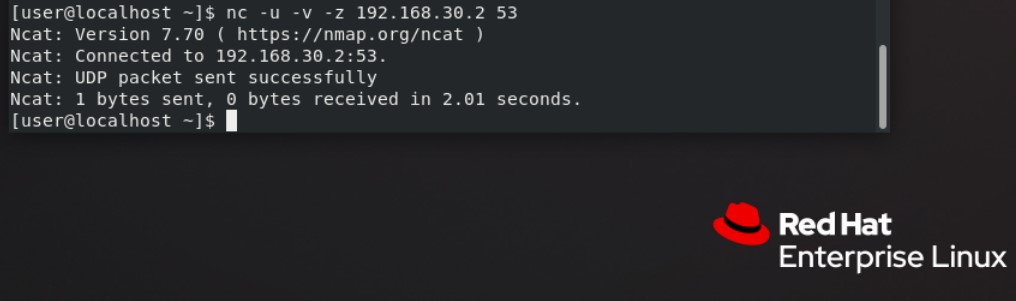 [user@localhost ~]$ nc -u -v -z 192.168.30.2 53
Ncat: Version 7.70 ( https://nmap.org/ncat )
Ncat: Connected to 192.168.30.2:53.
Ncat: UDP packet sent successfully
Ncat: 1 bytes sent, 0 bytes received in 2.01 seconds.
[user@localhost ~]$
Red Hat
Enterprise Linux